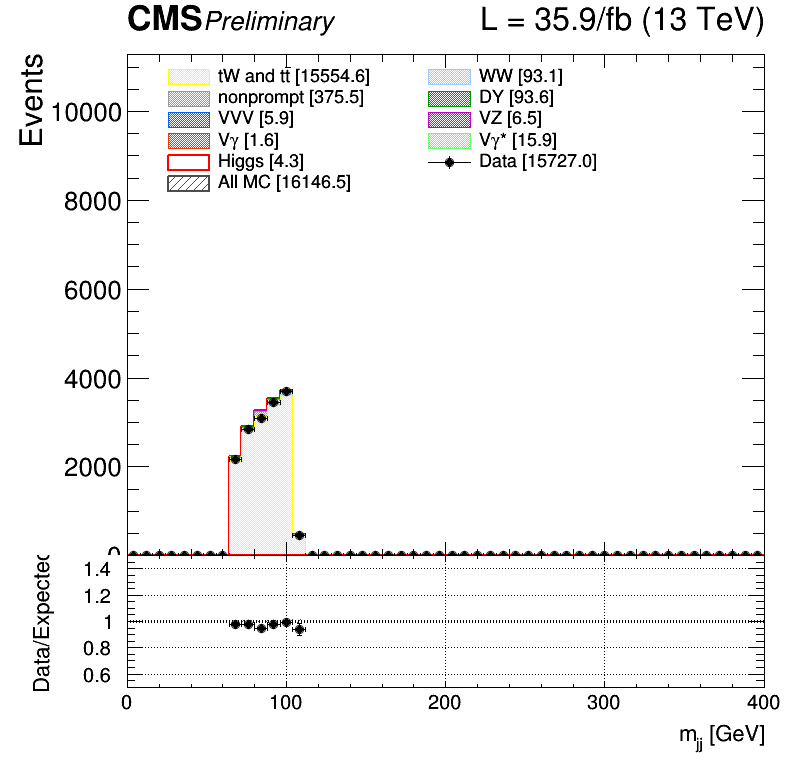 CMS Preliminary L = 35.9/fb (13 TeV)
Events
tW and tt̄ [15554.6] WW [93.1]
nonprompt [375.5] DY [93.6]
VVV [5.9] VZ [6.5]
Vγ [1.6] Vγ* [15.9]
Higgs [4.3] Data [15727.0]
All MC [16146.5]
10000
8000
6000
4000
2000
0
Data/Expected
1.4
1.2
1
0.8
0.6
0 100 200 300 400
m_jj [GeV]